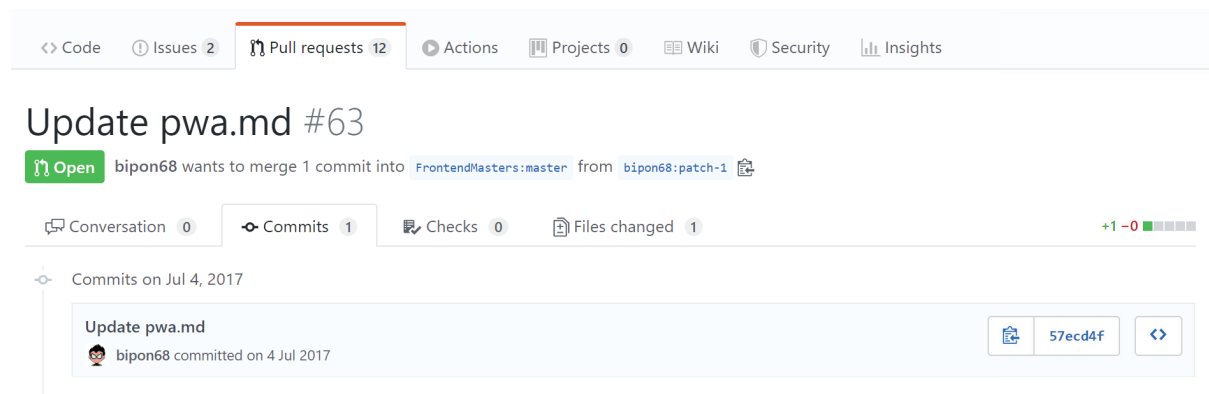 Code Issues 2 Pull requests 12 Actions Projects 0 Wiki Security Insights
Update pwa.md #63
Open bipon68 wants to merge 1 commit into FrontendMasters:master from bipon68:patch-1
Conversation 0 Commits 1 Checks 0 Files changed 1 +1 −0
Commits on Jul 4, 2017
Update pwa.md
57ecd4f
bipon68 committed on 4 Jul 2017